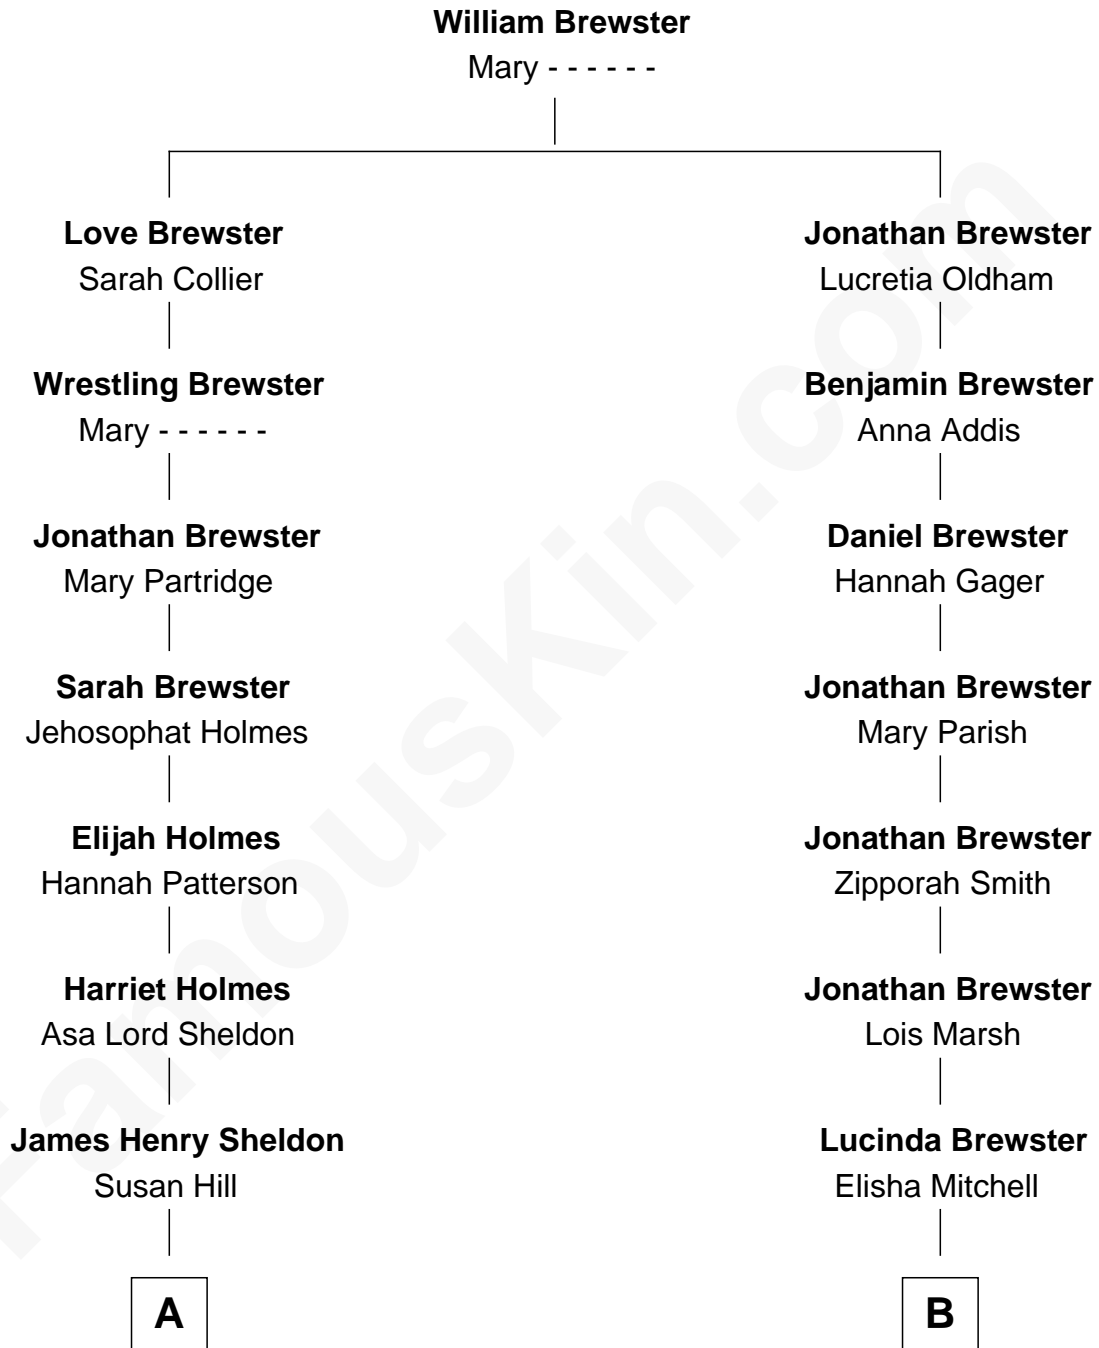 William Brewster
Mary - - - - - -
Love Brewster
Sarah Collier
Jonathan Brewster
Lucretia Oldham
Wrestling Brewster
Mary - - - - - -
Benjamin Brewster
Anna Addis
Jonathan Brewster
Mary Partridge
Daniel Brewster
Hannah Gager
Sarah Brewster
Jehosophat Holmes
Jonathan Brewster
Mary Parish
Elijah Holmes
Hannah Patterson
Jonathan Brewster
Zipporah Smith
Harriet Holmes
Asa Lord Sheldon
Jonathan Brewster
Lois Marsh
James Henry Sheldon
Susan Hill
Lucinda Brewster
Elisha Mitchell
A
B
FamousKin.com